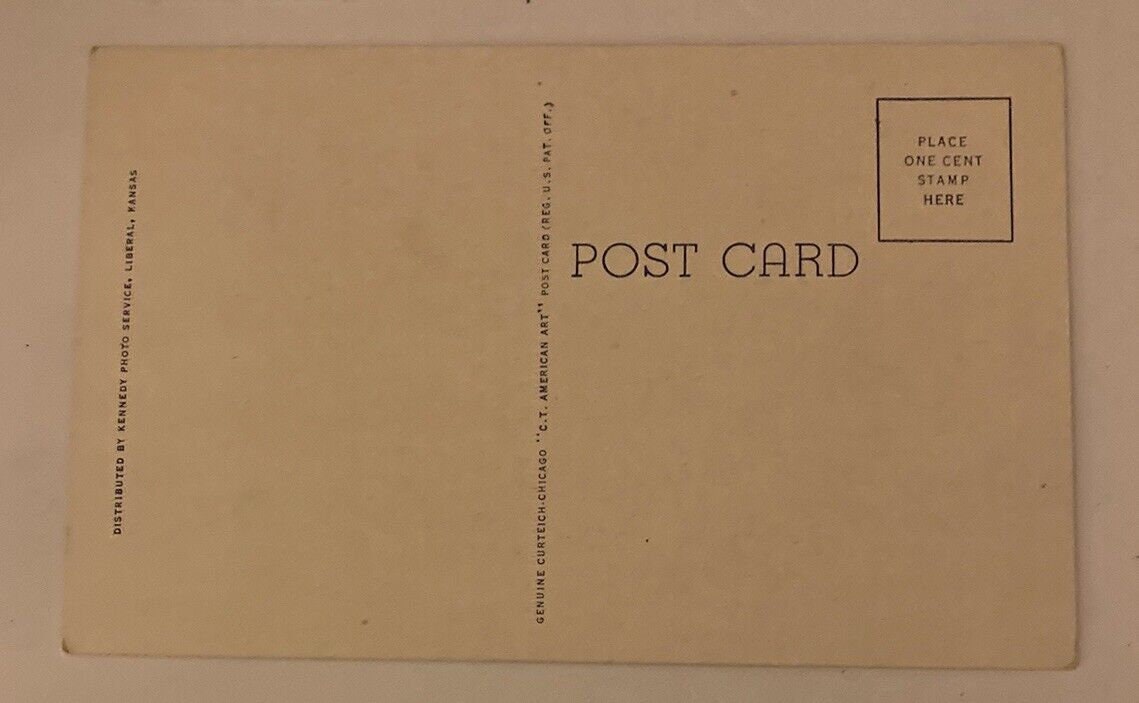 DISTRIBUTED BY KENNEDY PHOTO SERVICE, LIBERAL, KANSAS
GENUINE CURTEICH-CHICAGO "C.T. AMERICAN ART" POST CARD (REG. U.S. PAT. OFF.)
POST CARD
PLACE
ONE CENT
STAMP
HERE